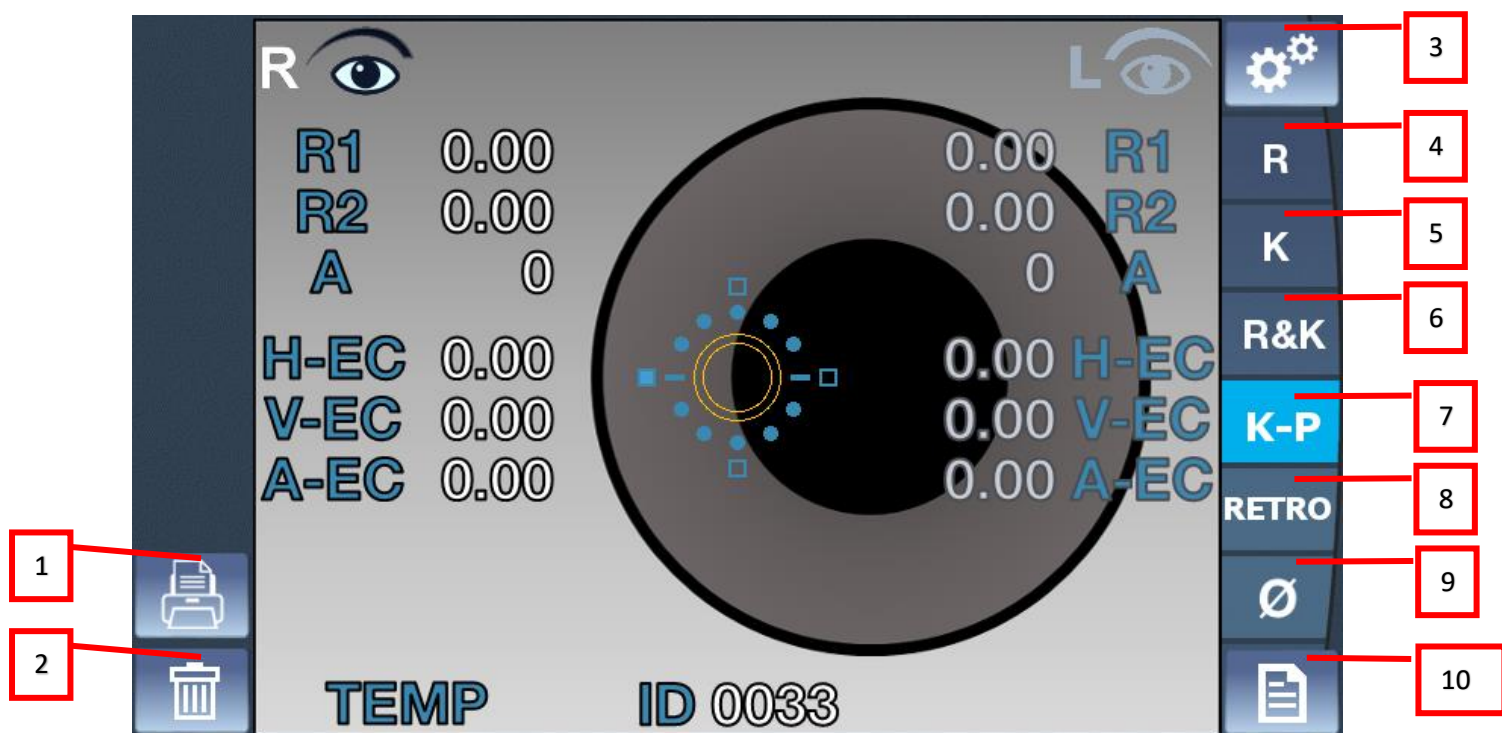 R L
R1 0.00 0.00 R1
R2 0.00 0.00 R2
A 0 0 A
H-EC 0.00 0.00 H-EC
V-EC 0.00 0.00 V-EC
A-EC 0.00 0.00 A-EC
TEMP ID 0033
R
K
R&K
K-P
RETRO
Ø
1
2
3
4
5
6
7
8
9
10